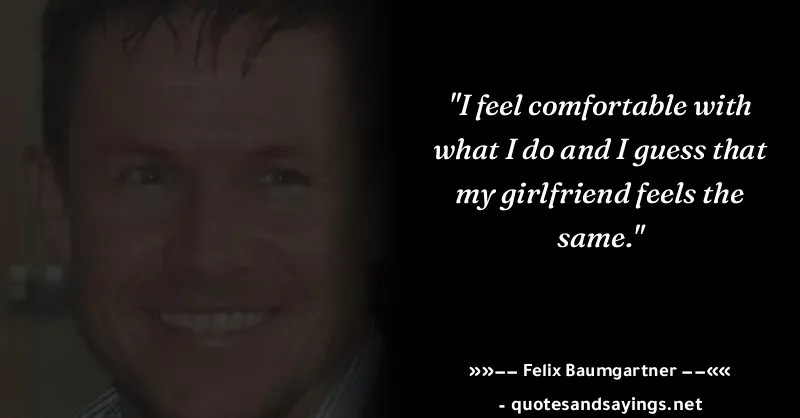 "I feel comfortable with
what I do and I guess that
my girlfriend feels the
same."
»»−− Felix Baumgartner −−««
- quotesandsayings.net